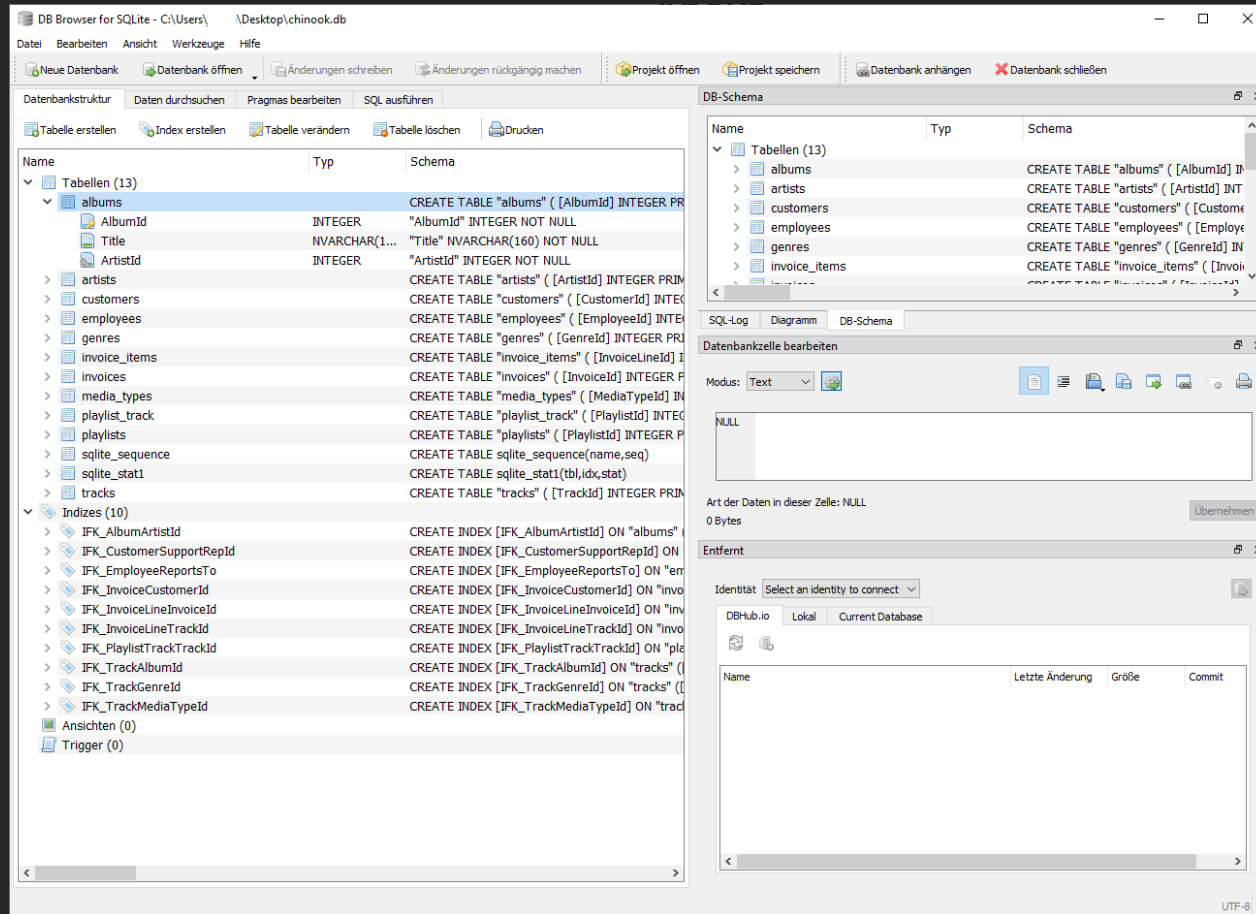 DB Browser for SQLite - C:\Users\ \Desktop\chinook.db
Datei Bearbeiten Ansicht Werkzeuge Hilfe
Neue Datenbank Datenbank öffnen Änderungen schreiben Änderungen rückgängig machen Projekt öffnen Projekt speichern Datenbank anhängen Datenbank schließen
Datenbankstruktur Daten durchsuchen Pragmas bearbeiten SQL ausführen
Tabelle erstellen Index erstellen Tabelle verändern Tabelle löschen Drucken
Name Typ Schema
Tabellen (13)
albums CREATE TABLE "albums" ( [AlbumId] INTEGER PR
AlbumId INTEGER "AlbumId" INTEGER NOT NULL
Title NVARCHAR(1... "Title" NVARCHAR(160) NOT NULL
ArtistId INTEGER "ArtistId" INTEGER NOT NULL
artists CREATE TABLE "artists" ( [ArtistId] INTEGER PRIM
customers CREATE TABLE "customers" ( [CustomerId] INTEG
employees CREATE TABLE "employees" ( [EmployeeId] INTE
genres CREATE TABLE "genres" ( [GenreId] INTEGER PRI
invoice_items CREATE TABLE "invoice_items" ( [InvoiceLineId] I
invoices CREATE TABLE "invoices" ( [InvoiceId] INTEGER P
media_types CREATE TABLE "media_types" ( [MediaTypeId] IN
playlist_track CREATE TABLE "playlist_track" ( [PlaylistId] INTEG
playlists CREATE TABLE "playlists" ( [PlaylistId] INTEGER P
sqlite_sequence CREATE TABLE sqlite_sequence(name,seq)
sqlite_stat1 CREATE TABLE sqlite_stat1(tbl,idx,stat)
tracks CREATE TABLE "tracks" ( [TrackId] INTEGER PRIM
Indizes (10)
IFK_AlbumArtistId CREATE INDEX [IFK_AlbumArtistId] ON "albums" (
IFK_CustomerSupportRepId CREATE INDEX [IFK_CustomerSupportRepId] ON
IFK_EmployeeReportsTo CREATE INDEX [IFK_EmployeeReportsTo] ON "em
IFK_InvoiceCustomerId CREATE INDEX [IFK_InvoiceCustomerId] ON "invo
IFK_InvoiceLineInvoiceId CREATE INDEX [IFK_InvoiceLineInvoiceId] ON "inv
IFK_InvoiceLineTrackId CREATE INDEX [IFK_InvoiceLineTrackId] ON "invo
IFK_PlaylistTrackTrackId CREATE INDEX [IFK_PlaylistTrackTrackId] ON "pla
IFK_TrackAlbumId CREATE INDEX [IFK_TrackAlbumId] ON "tracks" ([
IFK_TrackGenreId CREATE INDEX [IFK_TrackGenreId] ON "tracks" ([
IFK_TrackMediaTypeId CREATE INDEX [IFK_TrackMediaTypeId] ON "trac
Ansichten (0)
Trigger (0)
DB-Schema
Name Typ Schema
Tabellen (13)
albums CREATE TABLE "albums" ( [AlbumId] IN
artists CREATE TABLE "artists" ( [ArtistId] INT
customers CREATE TABLE "customers" ( [Custome
employees CREATE TABLE "employees" ( [Employe
genres CREATE TABLE "genres" ( [GenreId] IN
invoice_items CREATE TABLE "invoice_items" ( [Invoi
SQL-Log Diagramm DB-Schema
Datenbankzelle bearbeiten
Modus: Text
NULL
Art der Daten in dieser Zelle: NULL
0 Bytes
Übernehmen
Entfernt
Identität Select an identity to connect
DBHub.io Lokal Current Database
Name Letzte Änderung Größe Commit
UTF-8